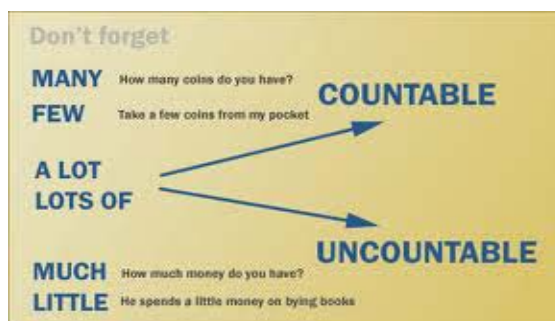 Don't forget
MANY How many coins do you have?
COUNTABLE
FEW Take a few coins from my pocket
A LOT
LOTS OF
UNCOUNTABLE
MUCH How much money do you have?
LITTLE He spends a little money on bying books